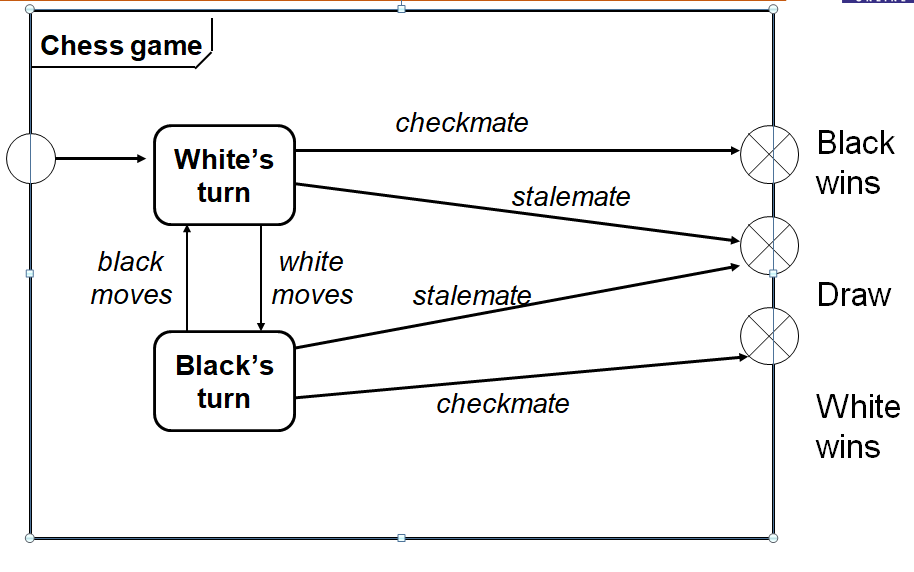 Chess game
checkmate
Black
wins
White's
turn
stalemate
black
moves
white
moves
stalemate
Draw
Black's
turn
checkmate
White
wins